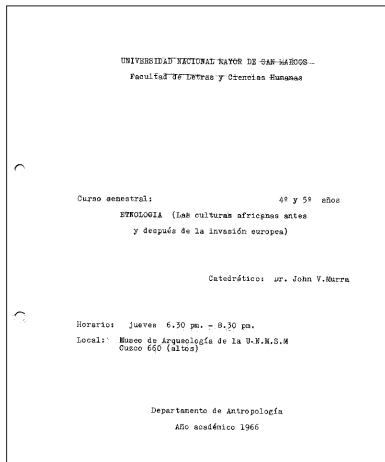 UNIVERSIDAD NACIONAL MAYOR DE SAN MARCOS
Facultad de Letras y Ciencias Humanas
Curso semestral: 4º y 5º años
ETNOLOGIA (Las culturas africanas antes
y después de la invasión europea)
Catedrático: Dr. John V.Murra
Horario: jueves 6.30 pm. - 8.30 pm.
Local: Museo de Arqueología de la U.N.M.S.M
Cuzco 660 (altos)
Departamento de Antropología
Año académico 1966